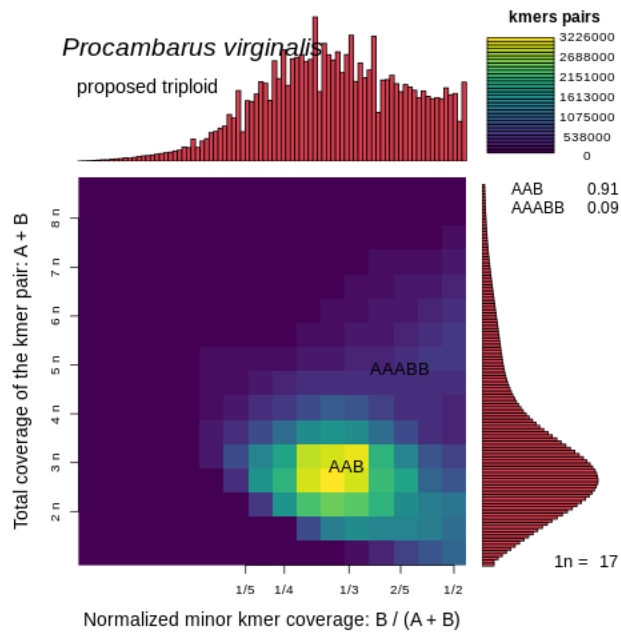 kmers pairs
Procambarus virginalis
proposed triploid
3226000
2688000
2151000
1613000
1075000
538000
0
AAB 0.91
AAABB 0.09
Total coverage of the kmer pair: A + B
8 n
7 n
6 n
5 n
4 n
3 n
2 n
AAABB
AAB
1n = 17
1/5 1/4 1/3 2/5 1/2
Normalized minor kmer coverage: B / (A + B)